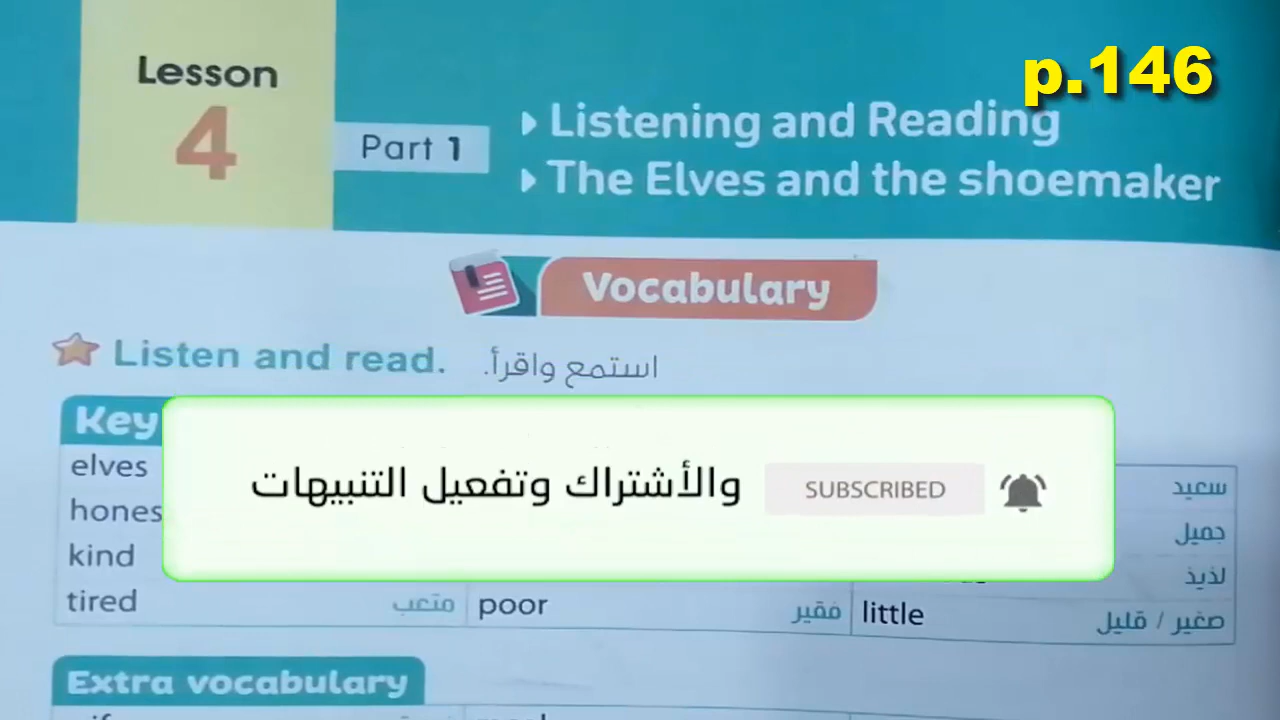 p.146
Lesson
4
Part 1
Listening and Reading
The Elves and the shoemaker
Vocabulary
Listen and read. استمع واقرأ.
Key
elves سعيد
والأشتراك وتفعيل التنبيهات SUBSCRIBED
hones جميل
kind لذيذ
tired متعب poor فقير little صغير / قليل
Extra vocabulary